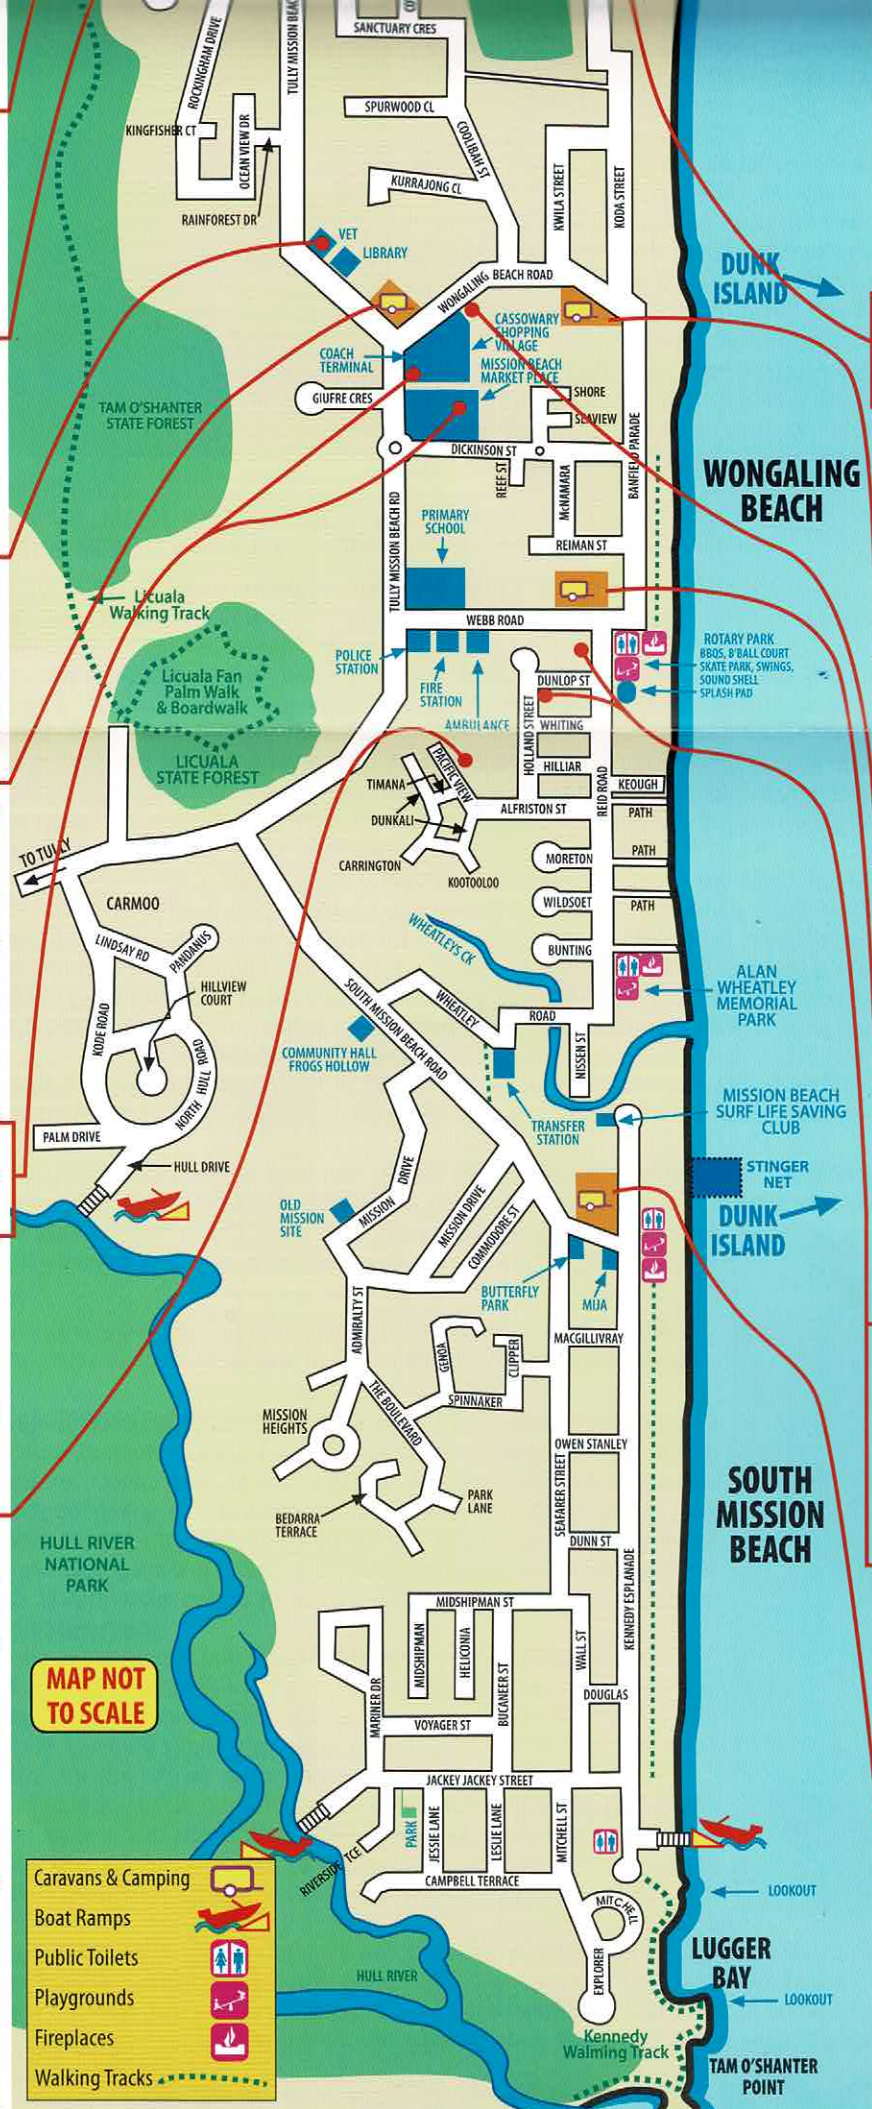 SANCTUARY CRES
ROCKINGHAM DRIVE
TULLY MISSION BEAC
SPURWOOD CL
KINGFISHER CT
OCEAN VIEW DR
COOLIBAH ST
KURRAJONG CL
KWILA STREET
KODA STREET
RAINFOREST DR
VET
LIBRARY
WONGALING BEACH ROAD
DUNK
ISLAND
CASSOWARY
SHOPPING
VILLAGE
COACH
TERMINAL
MISSION BEACH
MARKET PLACE
GIUFRE CRES
SHORE
SEAVIEW
TAM O'SHANTER
STATE FOREST
BANFIELD PARADE
DICKINSON ST
REEF ST
McNAMARA
WONGALING
BEACH
TULLY MISSION BEACH RD
PRIMARY
SCHOOL
REIMAN ST
Licuala
Walking Track
WEBB ROAD
POLICE
STATION
FIRE
STATION
AMBULANCE
ROTARY PARK
BBQS, B'BALL COURT
SKATE PARK, SWINGS,
SOUND SHELL
SPLASH PAD
Licuala Fan
Palm Walk
& Boardwalk
LICUALA
STATE FOREST
DUNLOP ST
HOLLAND STREET
WHITING
HILLIAR
REID ROAD
KEOUGH
PATH
TIMANA
PACIFIC VIEW
DUNKALI
ALFRISTON ST
CARRINGTON
KOOTOOLOO
MORETON
PATH
WILDSOET
PATH
BUNTING
TO TULLY
CARMOO
LINDSAY RD
PANDANUS
HILLVIEW
COURT
KODE ROAD
NORTH HULL ROAD
PALM DRIVE
HULL DRIVE
WHEATLEYS CK
SOUTH MISSION BEACH ROAD
WHEATLEY
ROAD
NISSEN ST
ALAN
WHEATLEY
MEMORIAL
PARK
COMMUNITY HALL
FROGS HOLLOW
TRANSFER
STATION
MISSION BEACH
SURF LIFE SAVING
CLUB
STINGER
NET
DUNK
ISLAND
OLD
MISSION
SITE
MISSION DRIVE
MISSION DRIVE
COMMODORE ST
BUTTERFLY
PARK
MIJA
ADMIRALTY ST
MACGILLIVRAY
GENOA
CLIPPER
SPINNAKER
THE BOULEVARD
MISSION
HEIGHTS
OWEN STANLEY
SEAFARER STREET
BEDARRA
TERRACE
PARK
LANE
SOUTH
MISSION
BEACH
DUNN ST
KENNEDY ESPLANADE
HULL RIVER
NATIONAL
PARK
MIDSHIPMAN ST
MIDSHIPMAN
HELICONIA
BUCANEER ST
WALL ST
MAP NOT
TO SCALE
MARINER DR
DOUGLAS
VOYAGER ST
JACKEY JACKEY STREET
PARK
JESSIE LANE
LESLIE LANE
MITCHELL ST
RIVERSIDE TCE
CAMPBELL TERRACE
LOOKOUT
MITCHELL
EXPLORER
LUGGER
BAY
LOOKOUT
HULL RIVER
Kennedy
Walming Track
TAM O'SHANTER
POINT
Caravans & Camping
Boat Ramps
Public Toilets
Playgrounds
Fireplaces
Walking Tracks